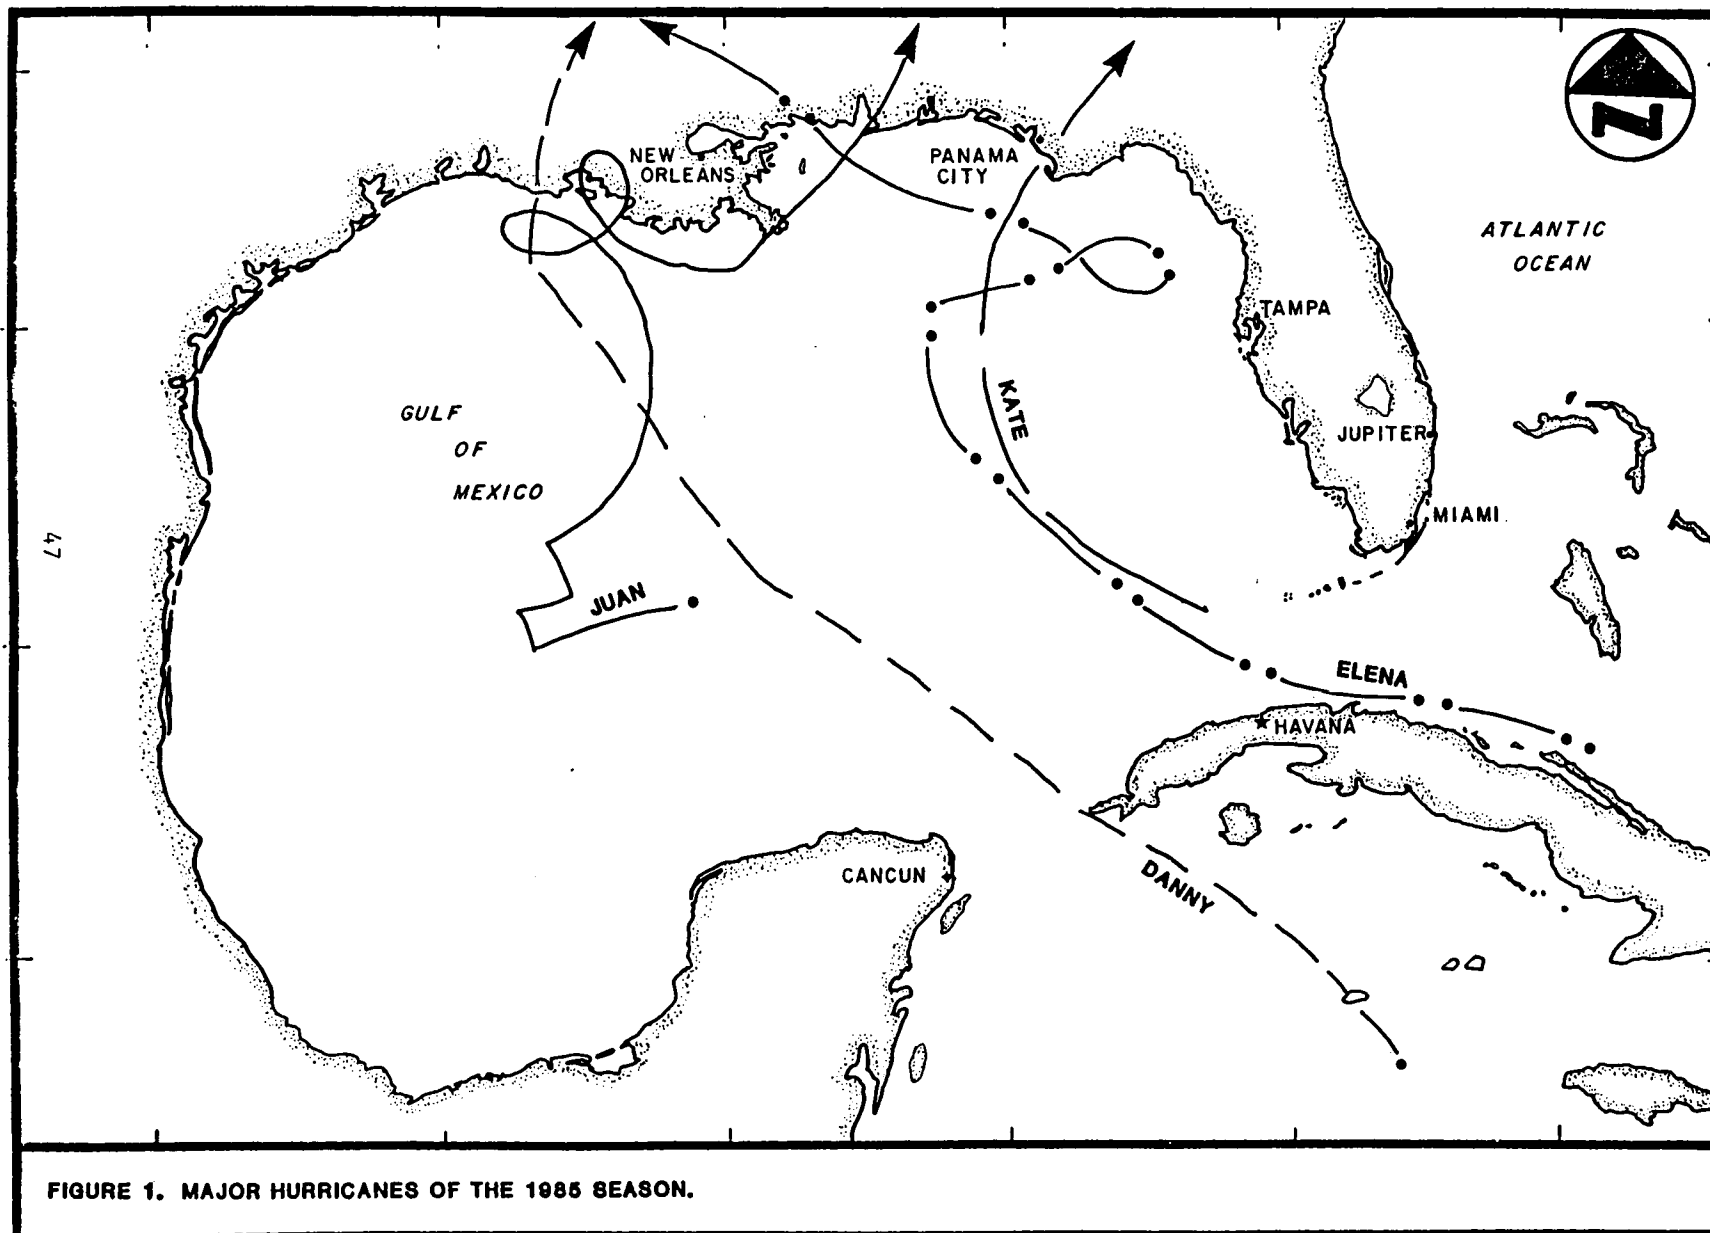 N
NEW
ORLEANS
PANAMA
CITY
ATLANTIC
OCEAN
TAMPA
KATE
GULF
OF
MEXICO
JUPITER
MIAMI
47
JUAN
ELENA
HAVANA
CANCUN
DANNY
FIGURE 1. MAJOR HURRICANES OF THE 1985 SEASON.